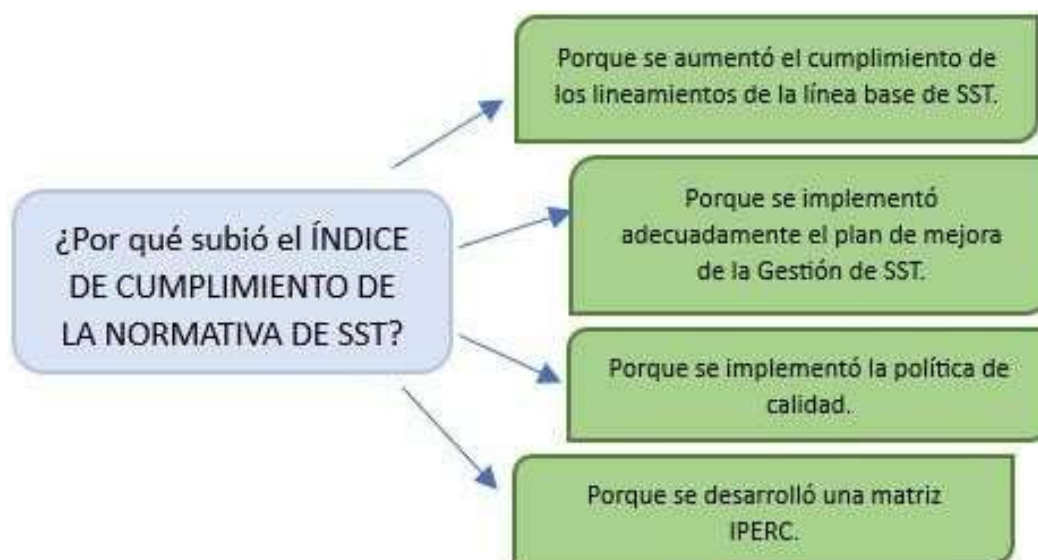 Porque se aumentó el cumplimiento de
los lineamientos de la línea base de SST.
Porque se implementó
adecuadamente el plan de mejora
de la Gestión de SST.
¿Por qué subió el ÍNDICE
DE CUMPLIMIENTO DE
LA NORMATIVA DE SST?
Porque se implementó la política de
calidad.
Porque se desarrolló una matriz
IPERC.